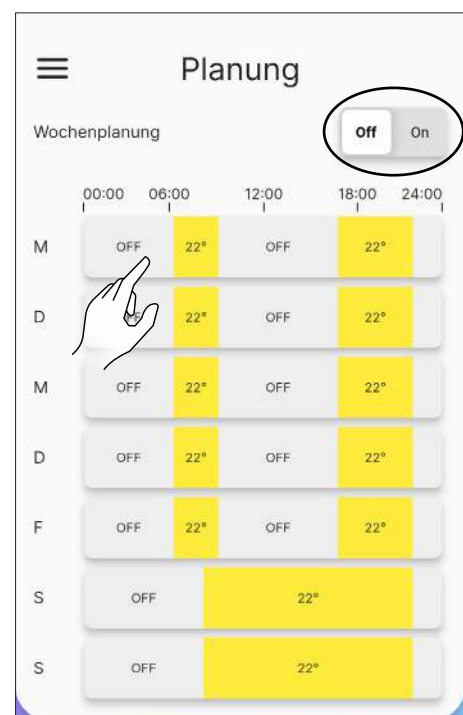 Planung
Wochenplanung Off On
00:00 06:00 12:00 18:00 24:00
M OFF 22° OFF 22°
D 22° OFF 22°
M OFF 22° OFF 22°
D OFF 22° OFF 22°
F OFF 22° OFF 22°
S OFF 22°
S OFF 22°